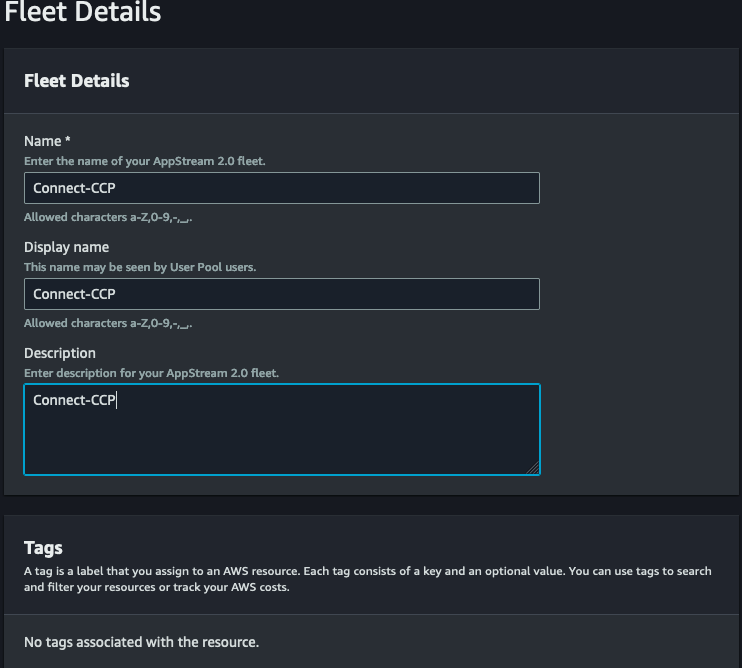 Fleet Details
Fleet Details
Name *
Enter the name of your AppStream 2.0 fleet.
Connect-CCP
Allowed characters a-Z,0-9,-,_,.
Display name
This name may be seen by User Pool users.
Connect-CCP
Allowed characters a-Z,0-9,-,_,.
Description
Enter description for your AppStream 2.0 fleet.
Connect-CCP
Tags
A tag is a label that you assign to an AWS resource. Each tag consists of a key and an optional value. You can use tags to search
and filter your resources or track your AWS costs.
No tags associated with the resource.